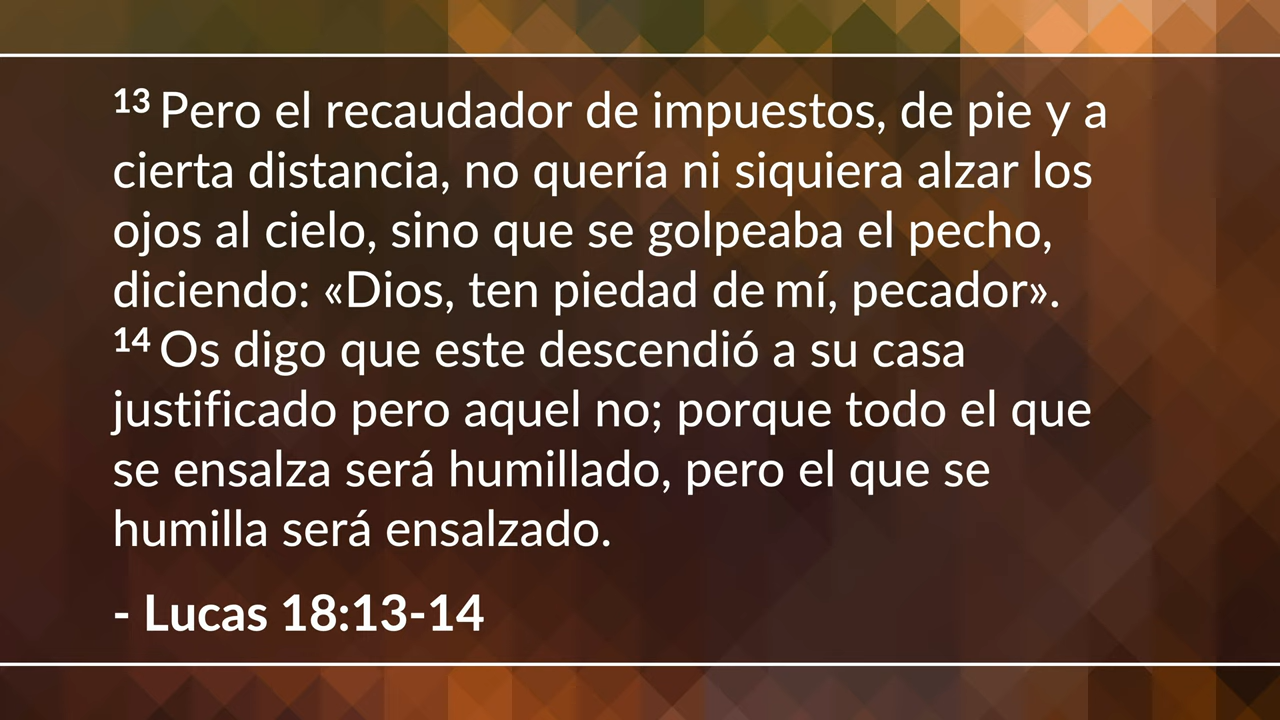 13 Pero el recaudador de impuestos, de pie y a
cierta distancia, no quería ni siquiera alzar los
ojos al cielo, sino que se golpeaba el pecho,
diciendo: «Dios, ten piedad de mí, pecador».
14 Os digo que este descendió a su casa
justificado pero aquel no; porque todo el que
se ensalza será humillado, pero el que se
humilla será ensalzado.
- Lucas 18:13-14